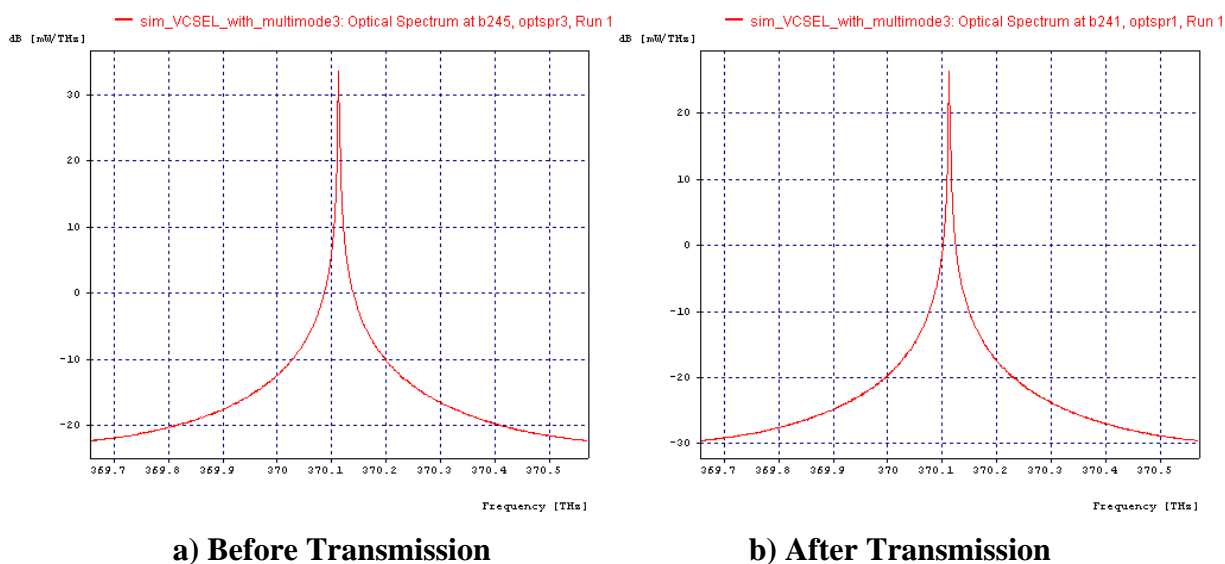 sim_VCSEL_with_multimode3: Optical Spectrum at b245, optspr3, Run 1
dB [mW/THz]
30
20
10
0
-10
-20
369.7 369.8 369.9 370 370.1 370.2 370.3 370.4 370.5
Frequency [THz]
a) Before Transmission
sim_VCSEL_with_multimode3: Optical Spectrum at b241, optspr1, Run 1
dB [mW/THz]
20
10
0
-10
-20
-30
369.7 369.8 369.9 370 370.1 370.2 370.3 370.4 370.5
Frequency [THz]
b) After Transmission